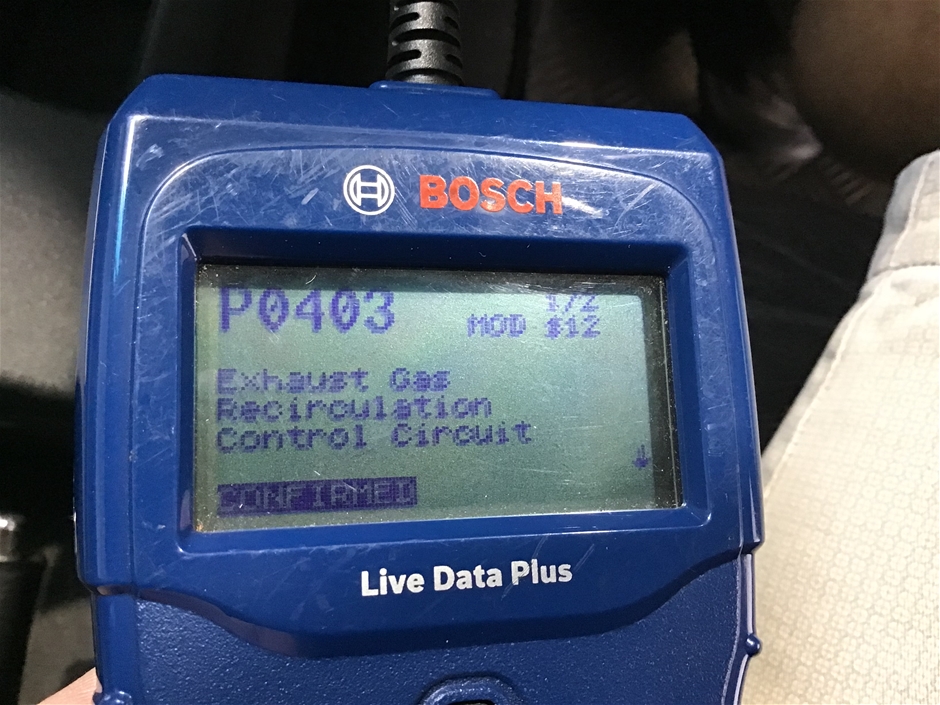 BOSCH
P0403 1/2
MOD $12
Exhaust Gas
Recirculation
Control Circuit
CONFIRMED
Live Data Plus